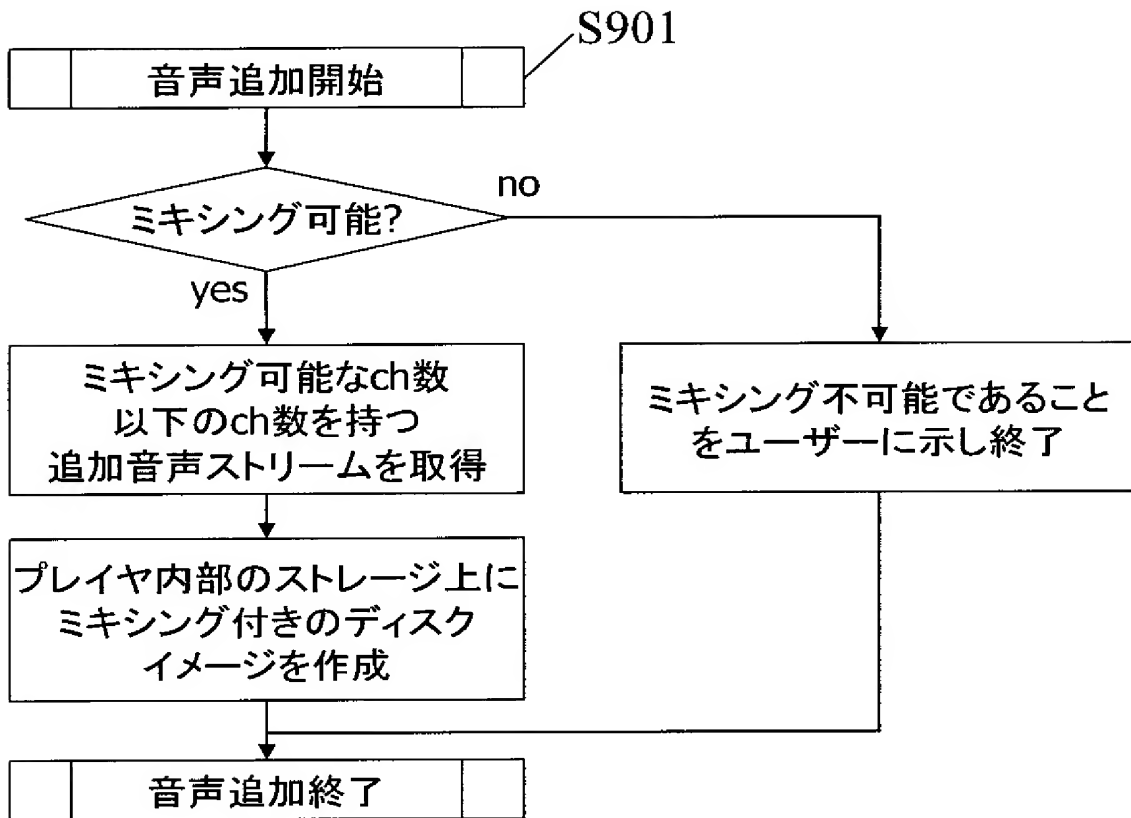 S901
音声追加開始
ミキシング可能?
no
yes
ミキシング可能なch数
以下のch数を持つ
追加音声ストリームを取得
ミキシング不可能であること
をユーザーに示し終了
プレイヤ内部のストレージ上に
ミキシング付きのディスク
イメージを作成
音声追加終了